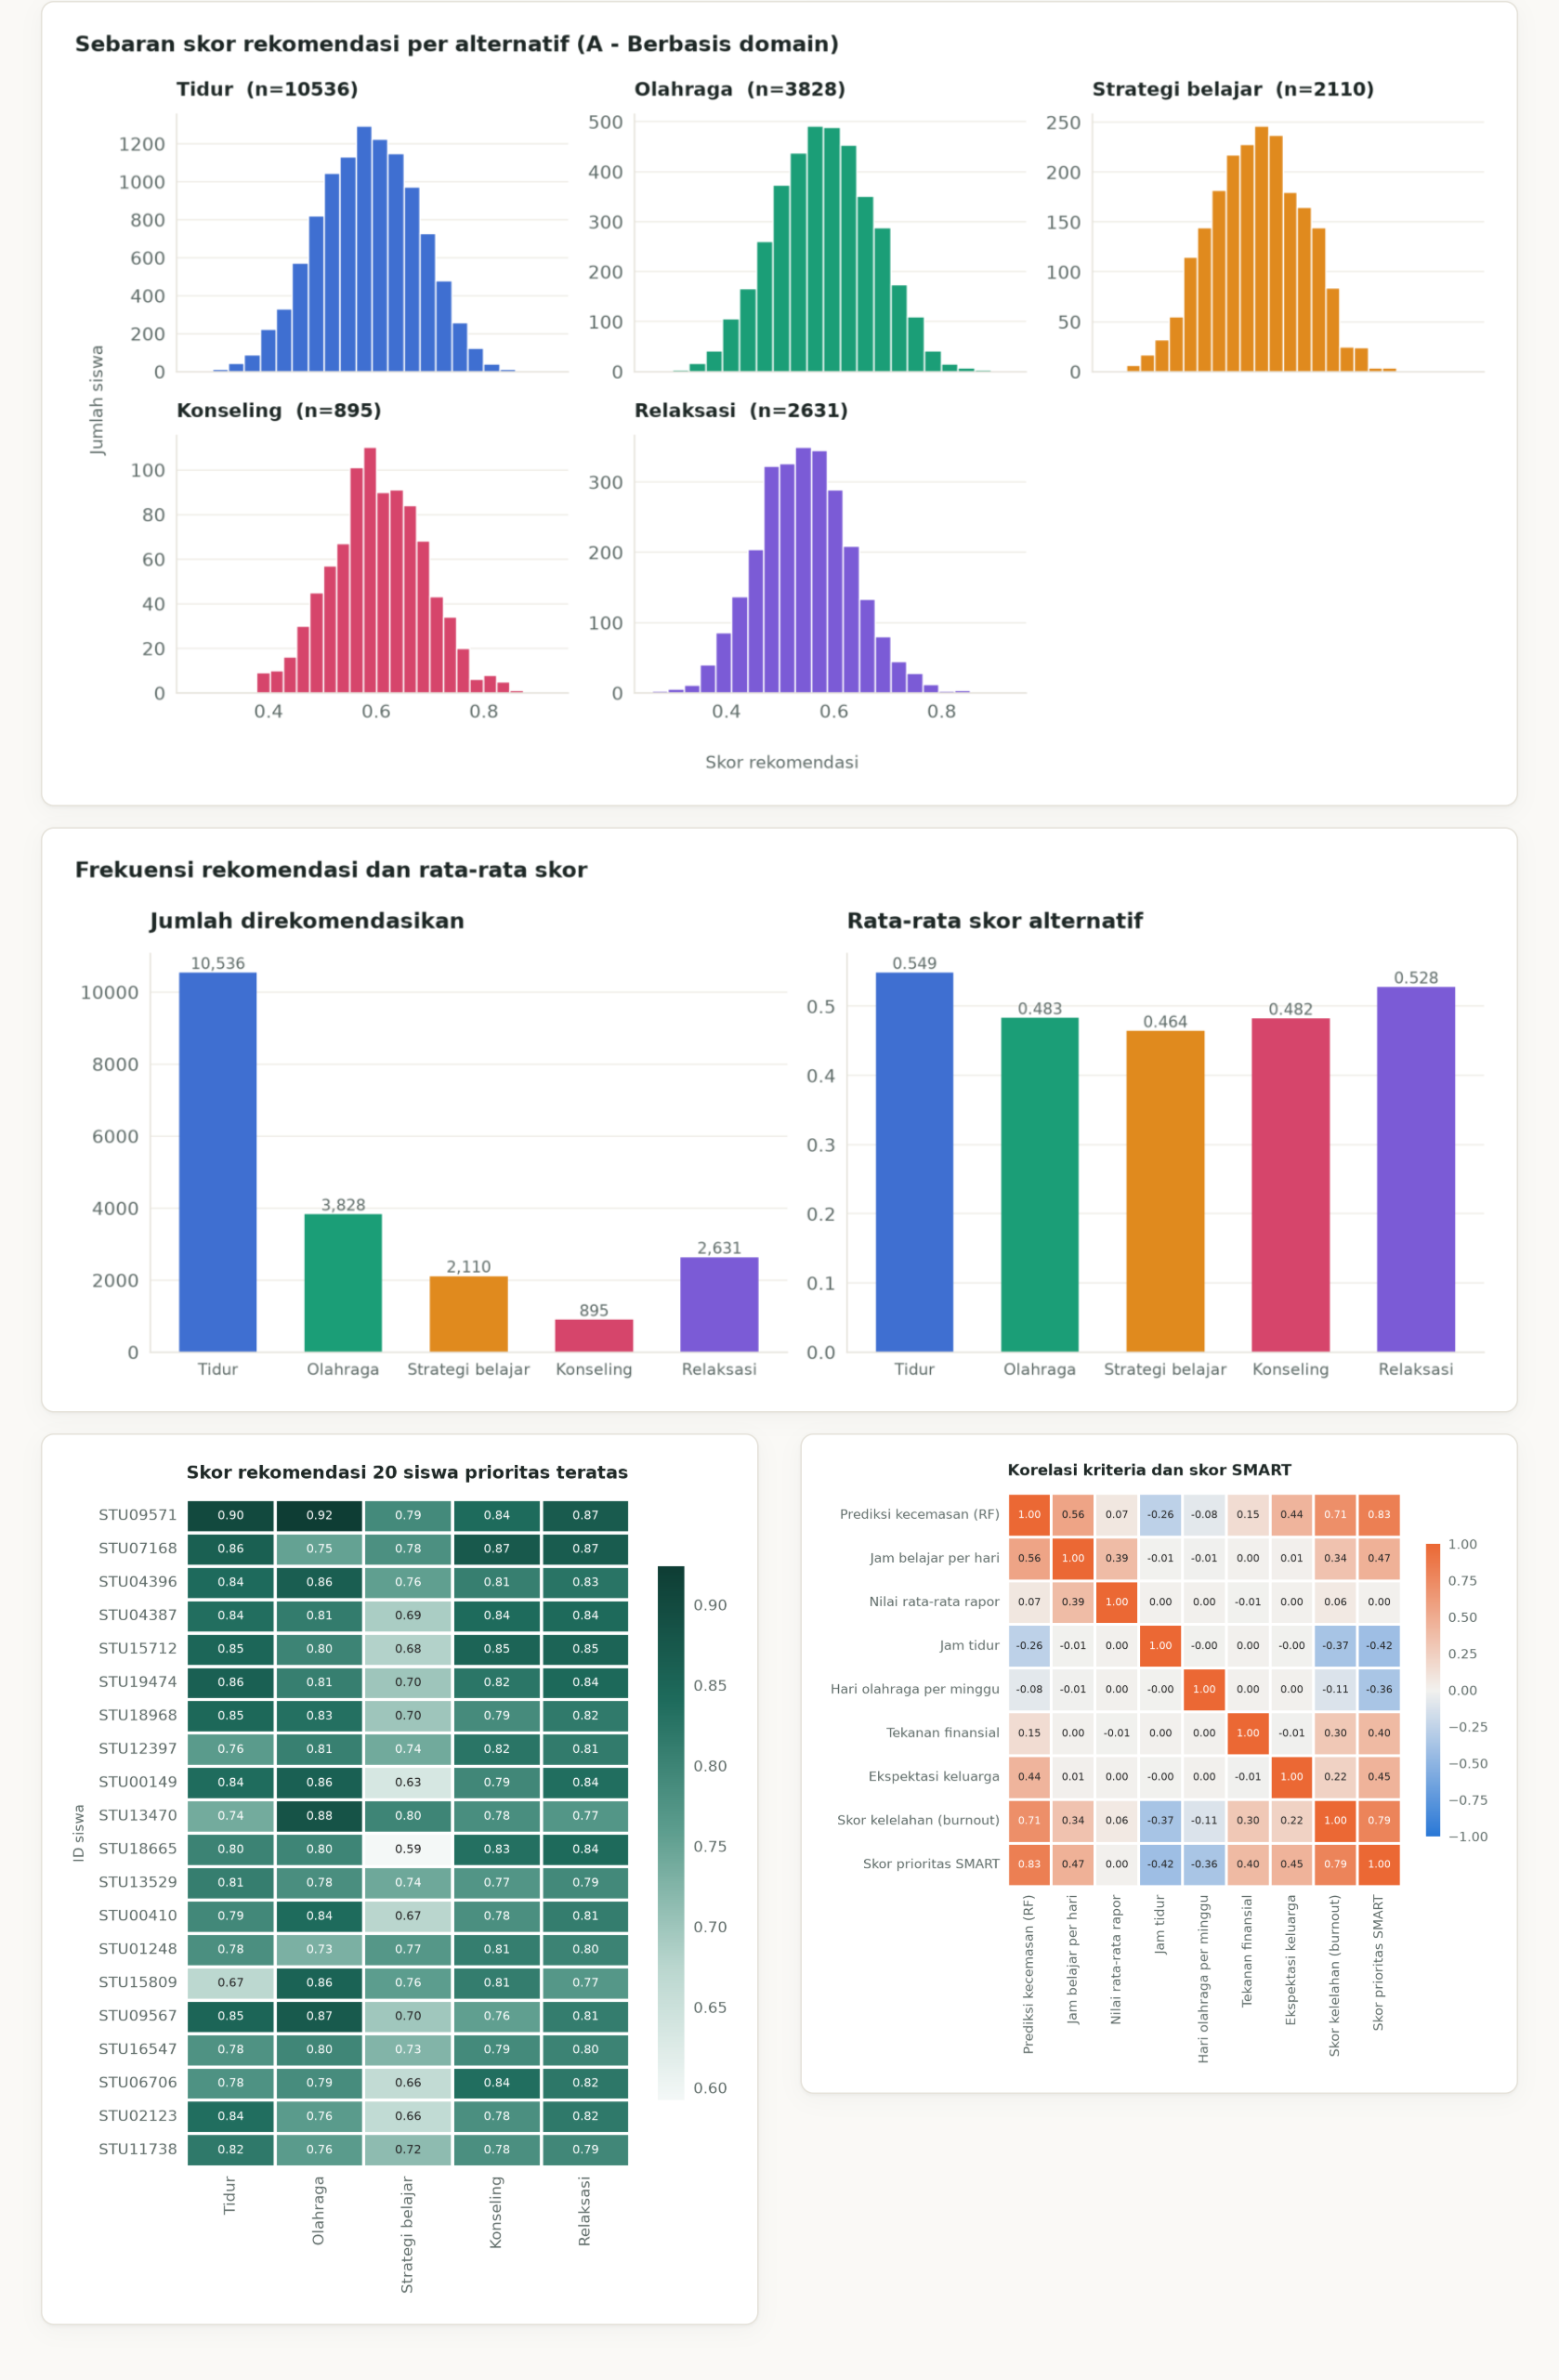 Sebaran skor rekomendasi per alternatif (A - Berbasis domain)
Tidur (n=10536)
Olahraga (n=3828)
Strategi belajar (n=2110)
1200
1000
800
600
400
200
0
500
400
300
200
100
0
250
200
150
100
50
0
Jumlah siswa
Konseling (n=895)
Relaksasi (n=2631)
100
80
60
40
20
0
300
200
100
0
0.4 0.6 0.8
0.4 0.6 0.8
Skor rekomendasi
Frekuensi rekomendasi dan rata-rata skor
Jumlah direkomendasikan
10000
8000
6000
4000
2000
0
10,536
3,828
2,110
895
2,631
Tidur Olahraga Strategi belajar Konseling Relaksasi
Rata-rata skor alternatif
0.5
0.4
0.3
0.2
0.1
0.0
0.549
0.483
0.464
0.482
0.528
Tidur Olahraga Strategi belajar Konseling Relaksasi
Skor rekomendasi 20 siswa prioritas teratas
ID siswa
STU09571 0.90 0.92 0.79 0.84 0.87
STU07168 0.86 0.75 0.78 0.87 0.87
STU04396 0.84 0.86 0.76 0.81 0.83
STU04387 0.84 0.81 0.69 0.84 0.84
STU15712 0.85 0.80 0.68 0.85 0.85
STU19474 0.86 0.81 0.70 0.82 0.84
STU18968 0.85 0.83 0.70 0.79 0.82
STU12397 0.76 0.81 0.74 0.82 0.81
STU00149 0.84 0.86 0.63 0.79 0.84
STU13470 0.74 0.88 0.80 0.78 0.77
STU18665 0.80 0.80 0.59 0.83 0.84
STU13529 0.81 0.78 0.74 0.77 0.79
STU00410 0.79 0.84 0.67 0.78 0.81
STU01248 0.78 0.73 0.77 0.81 0.80
STU15809 0.67 0.86 0.76 0.81 0.77
STU09567 0.85 0.87 0.70 0.76 0.81
STU16547 0.78 0.80 0.73 0.79 0.80
STU06706 0.78 0.79 0.66 0.84 0.82
STU02123 0.84 0.76 0.66 0.78 0.82
STU11738 0.82 0.76 0.72 0.78 0.79
Tidur
Olahraga
Strategi belajar
Konseling
Relaksasi
0.90
0.85
0.80
0.75
0.70
0.65
0.60
Korelasi kriteria dan skor SMART
Prediksi kecemasan (RF) 1.00 0.56 0.07 -0.26 -0.08 0.15 0.44 0.71 0.83
Jam belajar per hari 0.56 1.00 0.39 -0.01 -0.01 0.00 0.01 0.34 0.47
Nilai rata-rata rapor 0.07 0.39 1.00 0.00 0.00 -0.01 0.00 0.06 0.00
Jam tidur -0.26 -0.01 0.00 1.00 -0.00 0.00 -0.00 -0.37 -0.42
Hari olahraga per minggu -0.08 -0.01 0.00 -0.00 1.00 0.00 0.00 -0.11 -0.36
Tekanan finansial 0.15 0.00 -0.01 0.00 0.00 1.00 -0.01 0.30 0.40
Ekspektasi keluarga 0.44 0.01 0.00 -0.00 0.00 -0.01 1.00 0.22 0.45
Skor kelelahan (burnout) 0.71 0.34 0.06 -0.37 -0.11 0.30 0.22 1.00 0.79
Skor prioritas SMART 0.83 0.47 0.00 -0.42 -0.36 0.40 0.45 0.79 1.00
Prediksi kecemasan (RF)
Jam belajar per hari
Nilai rata-rata rapor
Jam tidur
Hari olahraga per minggu
Tekanan finansial
Ekspektasi keluarga
Skor kelelahan (burnout)
Skor prioritas SMART
1.00
0.75
0.50
0.25
0.00
−0.25
−0.50
−0.75
−1.00